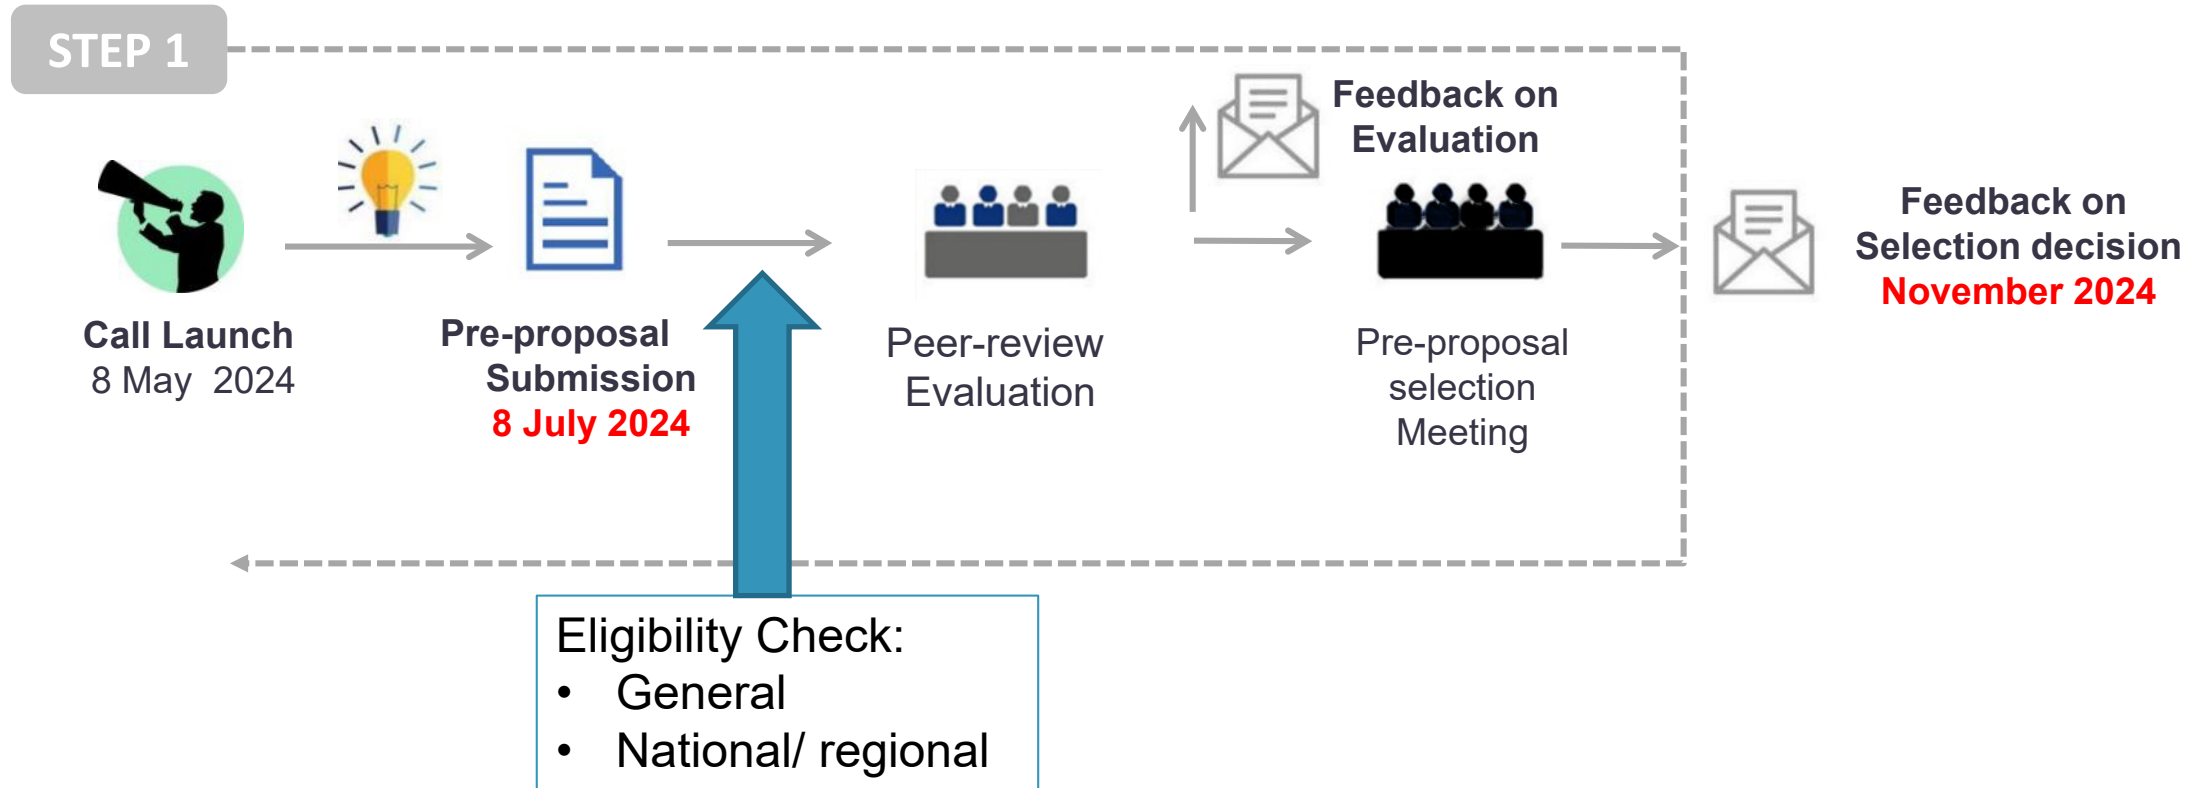 STEP 1
Call Launch
8 May 2024
Pre-proposal
Submission
8 July 2024
Eligibility Check:
• General
• National/ regional
Peer-review
Evaluation
Feedback on
Evaluation
Pre-proposal
selection
Meeting
Feedback on
Selection decision
November 2024